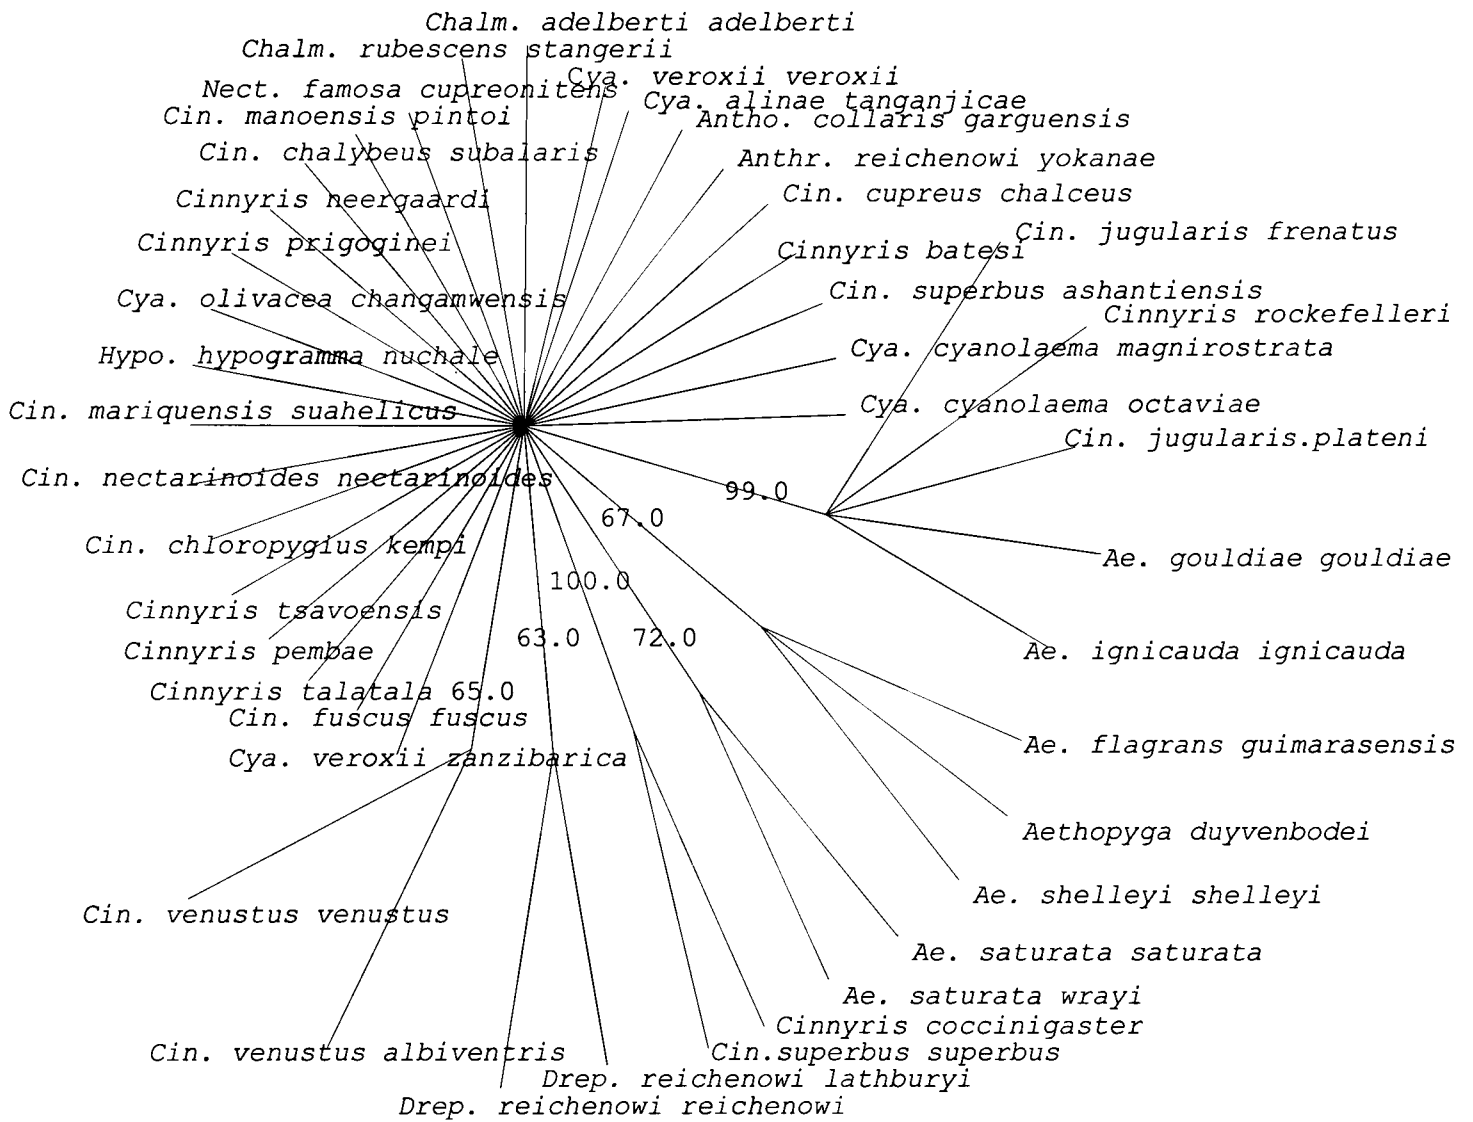 Chalm. adelberti adelberti
Chalm. rubescens stangerii
Cya. veroxii veroxii
Nect. famosa cupreonitens
Cya. alinae tanganjicae
Cin. manoensis pintoi
Antho. collaris garguensis
Cin. chalybeus subalaris
Anthr. reichenowi yokanae
Cin. cupreus chalceus
Cinnyris neergaardi
Cin. jugularis frenatus
Cinnyris prigoginei
Cinnyris batesi
Cin. superbus ashantiensis
Cya. olivacea changamwensis
Cinnyris rockefelleri
Cya. cyanolaema magnirostrata
Hypo. hypogramma nuchale
Cya. cyanolaema octaviae
Cin. mariquensis suahelicus
Cin. jugularis.plateni
Cin. nectarinoides nectarinoides
99.0
67.0
Cin. chloropygius kempi
Ae. gouldiae gouldiae
100.0
Cinnyris tsavoensis
63.0
72.0
Cinnyris pembae
Ae. ignicauda ignicauda
Cinnyris talatala
65.0
Cin. fuscus fuscus
Ae. flagrans guimarasensis
Cya. veroxii zanzibarica
Aethopyga duyvenbodei
Ae. shelleyi shelleyi
Cin. venustus venustus
Ae. saturata saturata
Ae. saturata wrayi
Cinnyris coccinigaster
Cin. venustus albiventris
Cin.superbus superbus
Drep. reichenowi lathburyi
Drep. reichenowi reichenowi